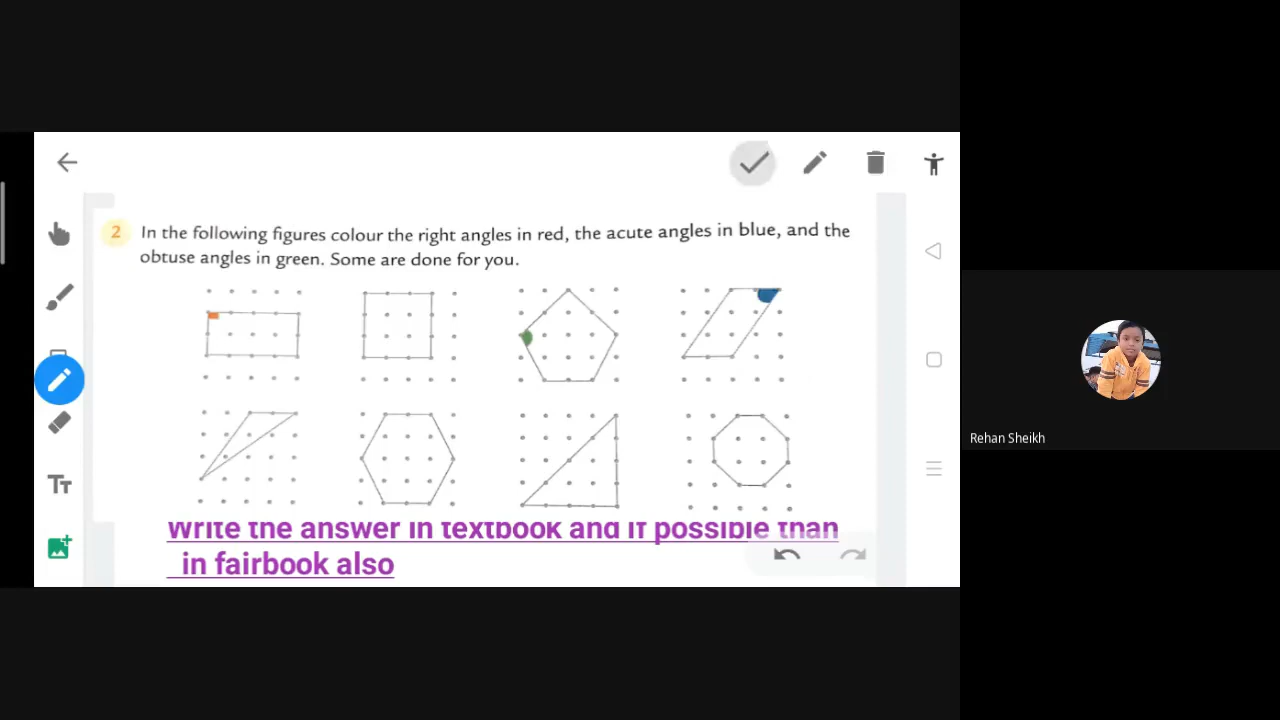 2 In the following figures colour the right angles in red, the acute angles in blue, and the
obtuse angles in green. Some are done for you.
Write the answer in textbook and if possible than
in fairbook also
Tт
Rehan Sheikh